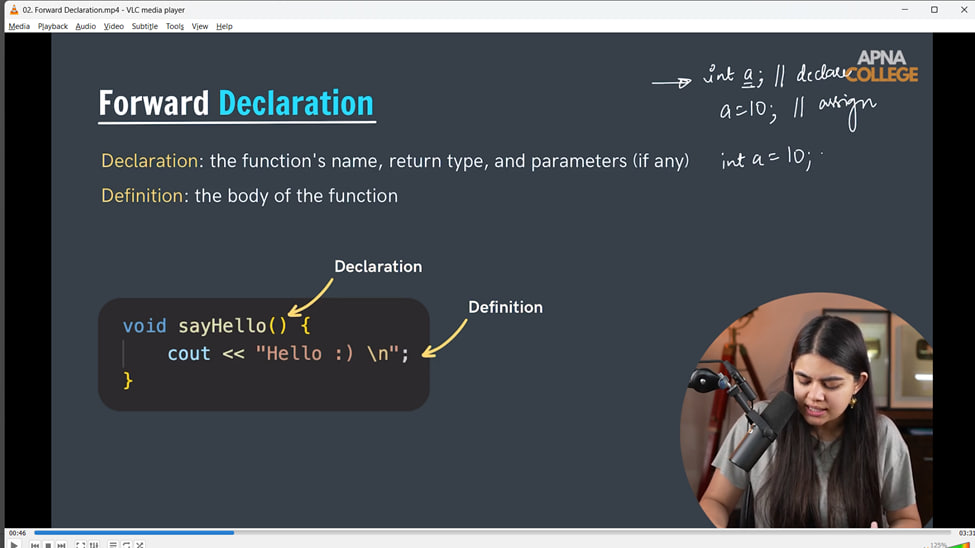 02. Forward Declaration.mp4 - VLC media player
Media Playback Audio Video Subtitle Tools View Help
APNA
COLLEGE
int a; // declare
a=10; // assign
int a = 10;
Forward Declaration
Declaration: the function's name, return type, and parameters (if any)
Definition: the body of the function
Declaration
Definition
void sayHello() {
cout << "Hello :) \n";
}
00:46
125%